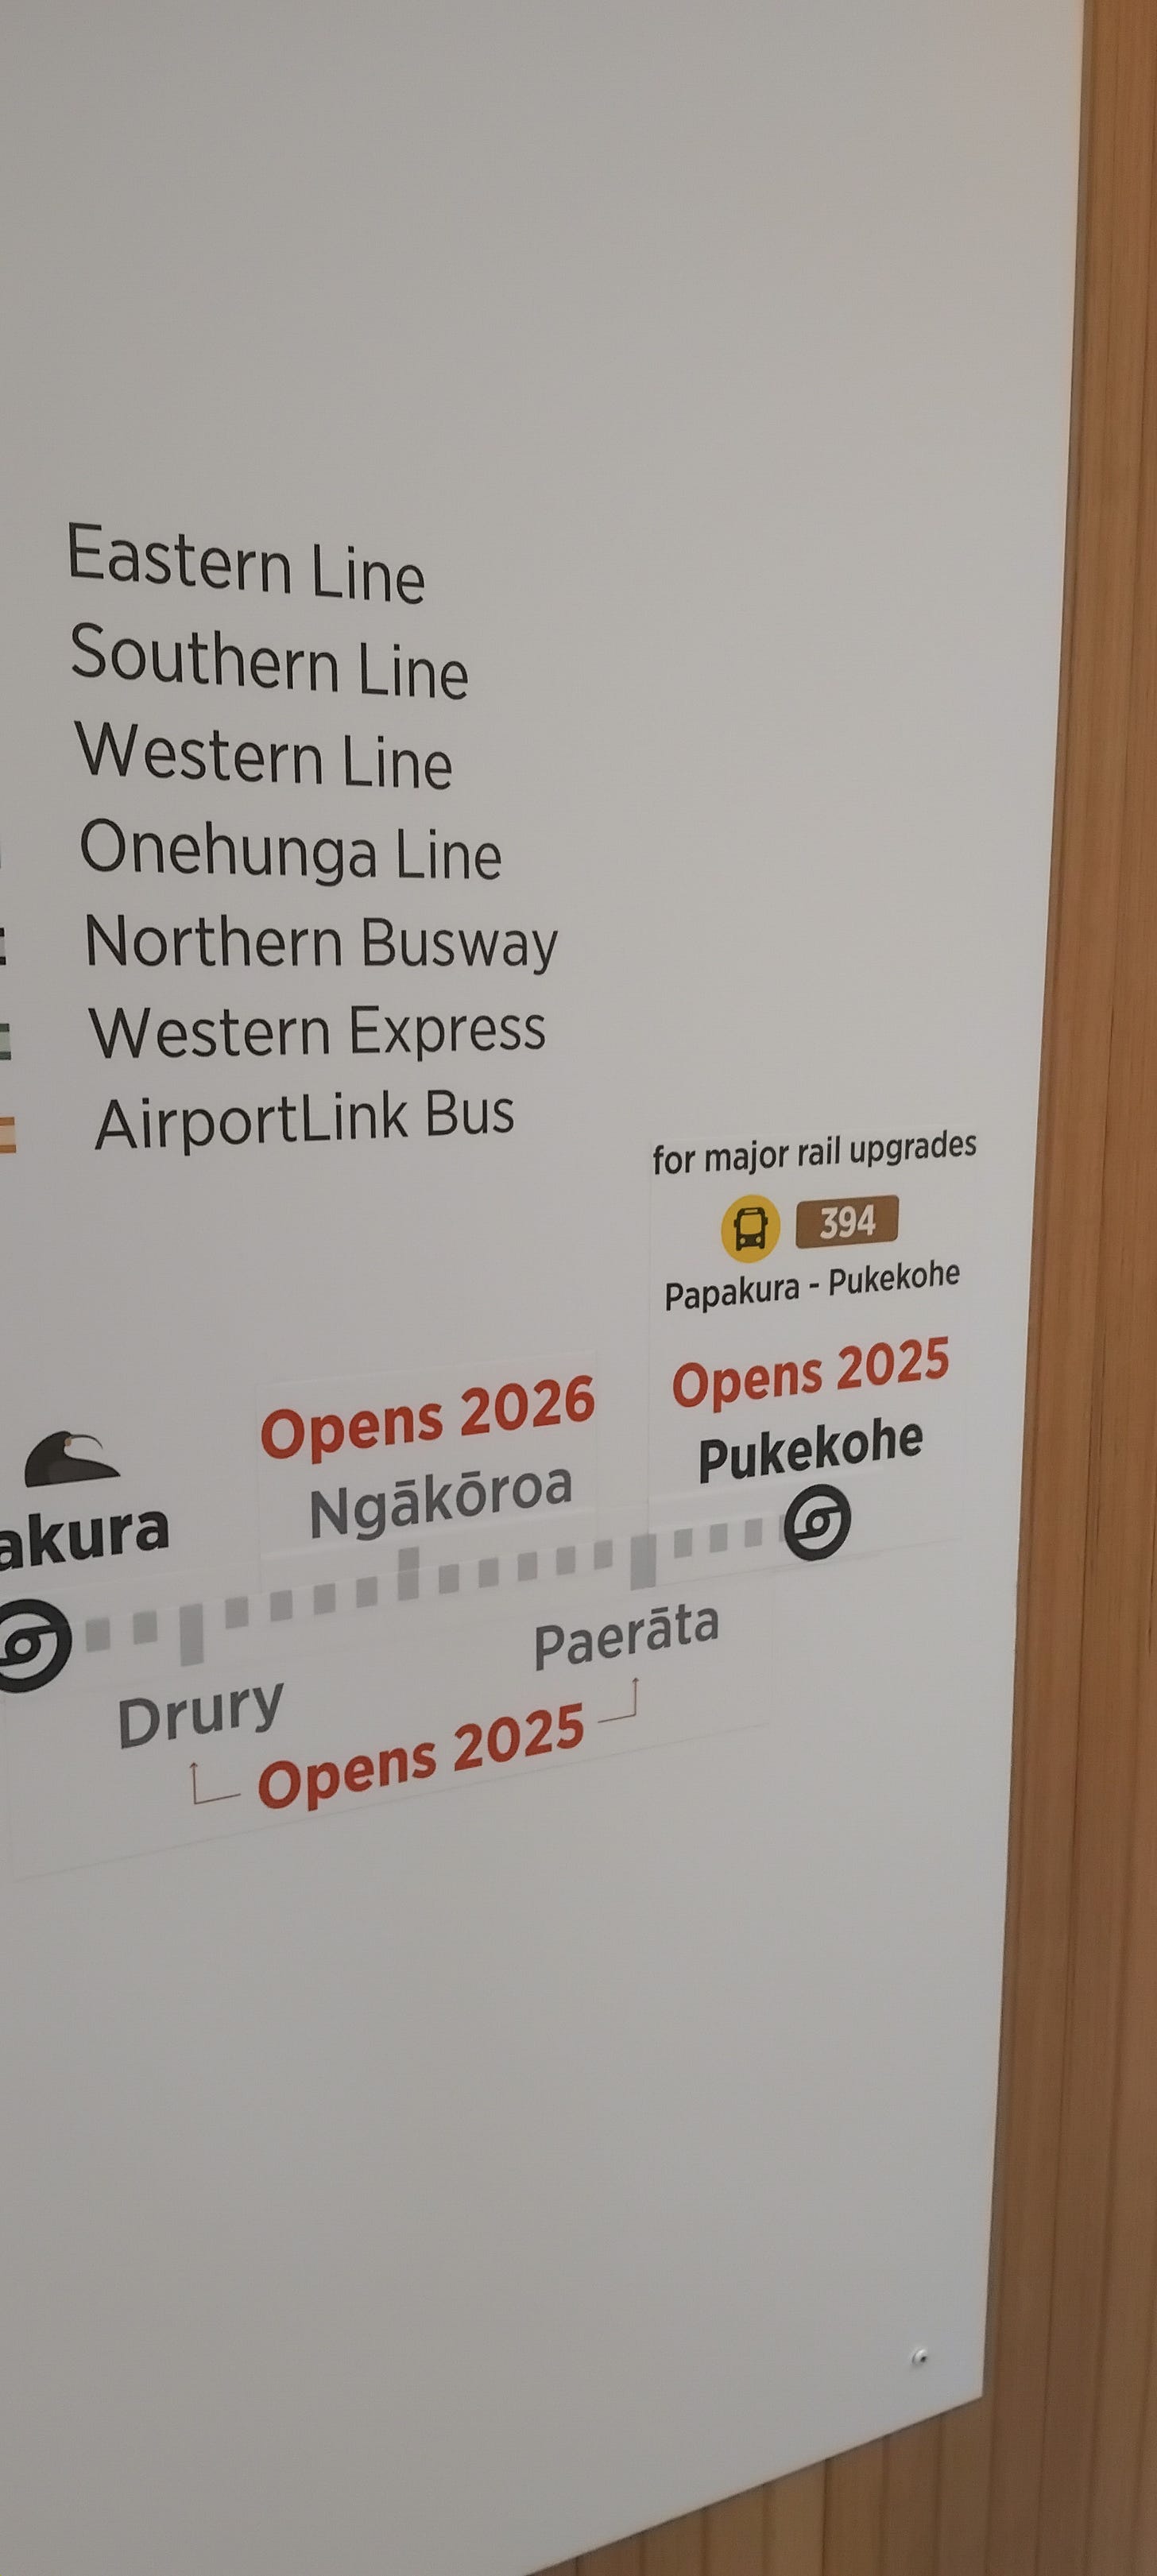 Eastern Line
Southern Line
Western Line
Onehunga Line
Northern Busway
Western Express
AirportLink Bus
for major rail upgrades
394
Papakura - Pukekohe
Opens 2025
Pukekohe
Opens 2026
Ngākōroa
akura
Paerāta
Drury
Opens 2025